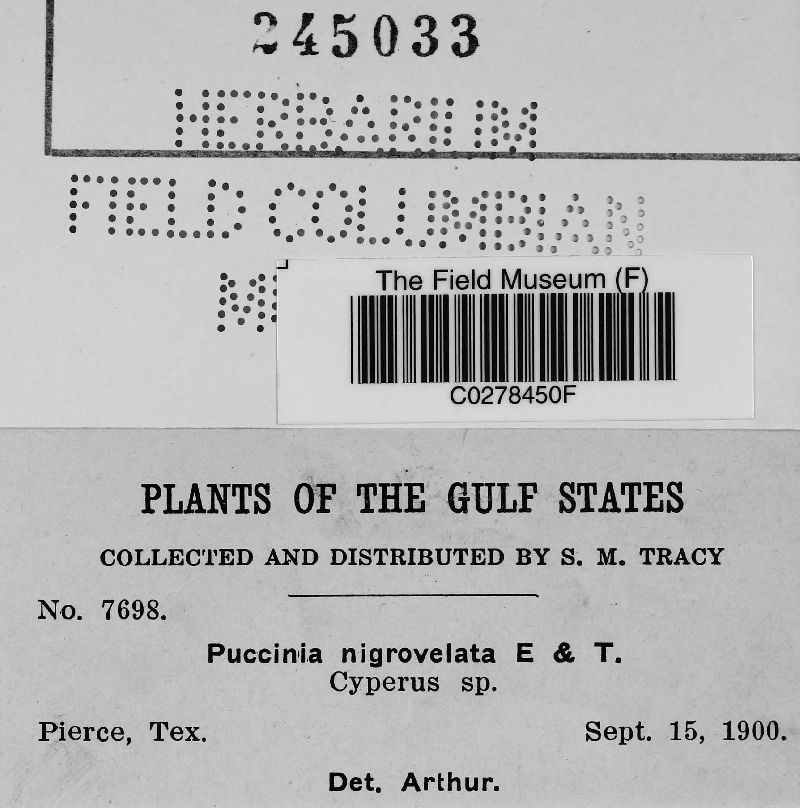 245033
HERBARIUM
FIELD COLUMBIAN
The Field Museum (F)
C0278450F
PLANTS OF THE GULF STATES
COLLECTED AND DISTRIBUTED BY S. M. TRACY
No. 7698.
Puccinia nigrovelata E & T.
Cyperus sp.
Pierce, Tex. Sept. 15, 1900.
Det. Arthur.